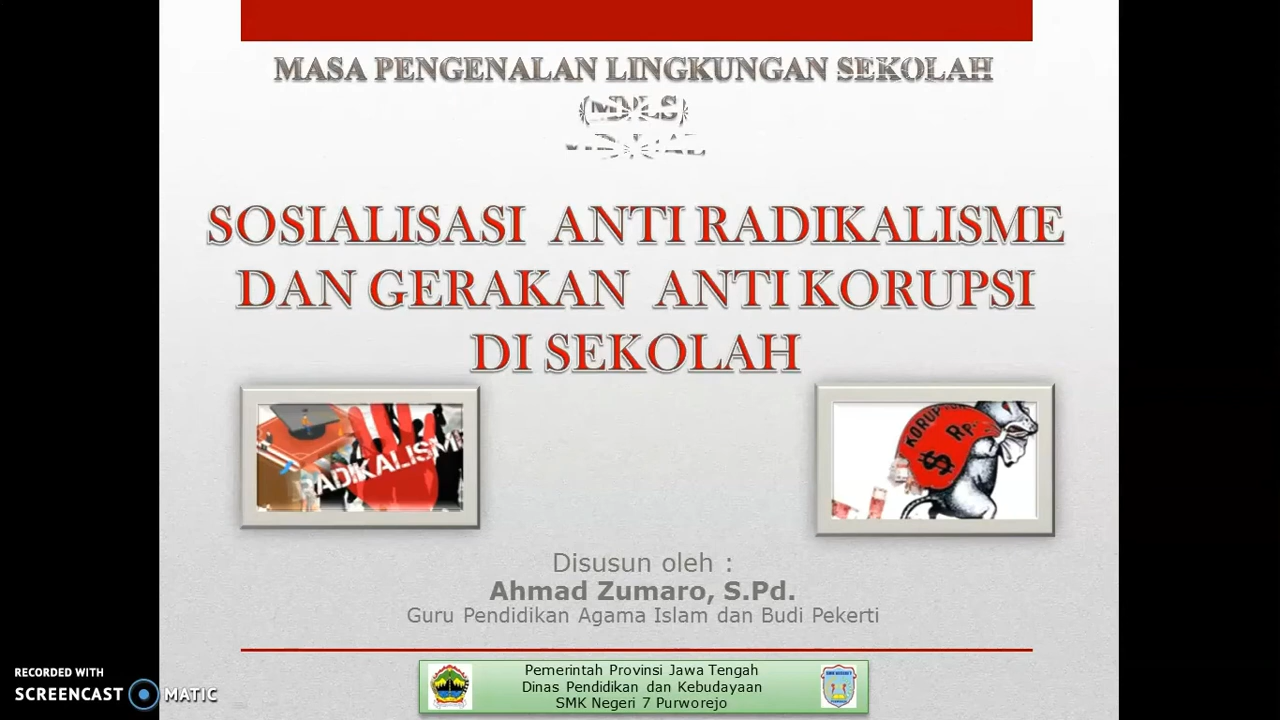 MASA PENGENALAN LINGKUNGAN SEKOLAH
SOSIALISASI ANTI RADIKALISME
DAN GERAKAN ANTI KORUPSI
DI SEKOLAH
RADIKALISM
Rp.
$
Disusun oleh :
Ahmad Zumaro, S.Pd.
Guru Pendidikan Agama Islam dan Budi Pekerti
Pemerintah Provinsi Jawa Tengah
Dinas Pendidikan dan Kebudayaan
SMK Negeri 7 Purworejo
RECORDED WITH
SCREENCAST MATIC